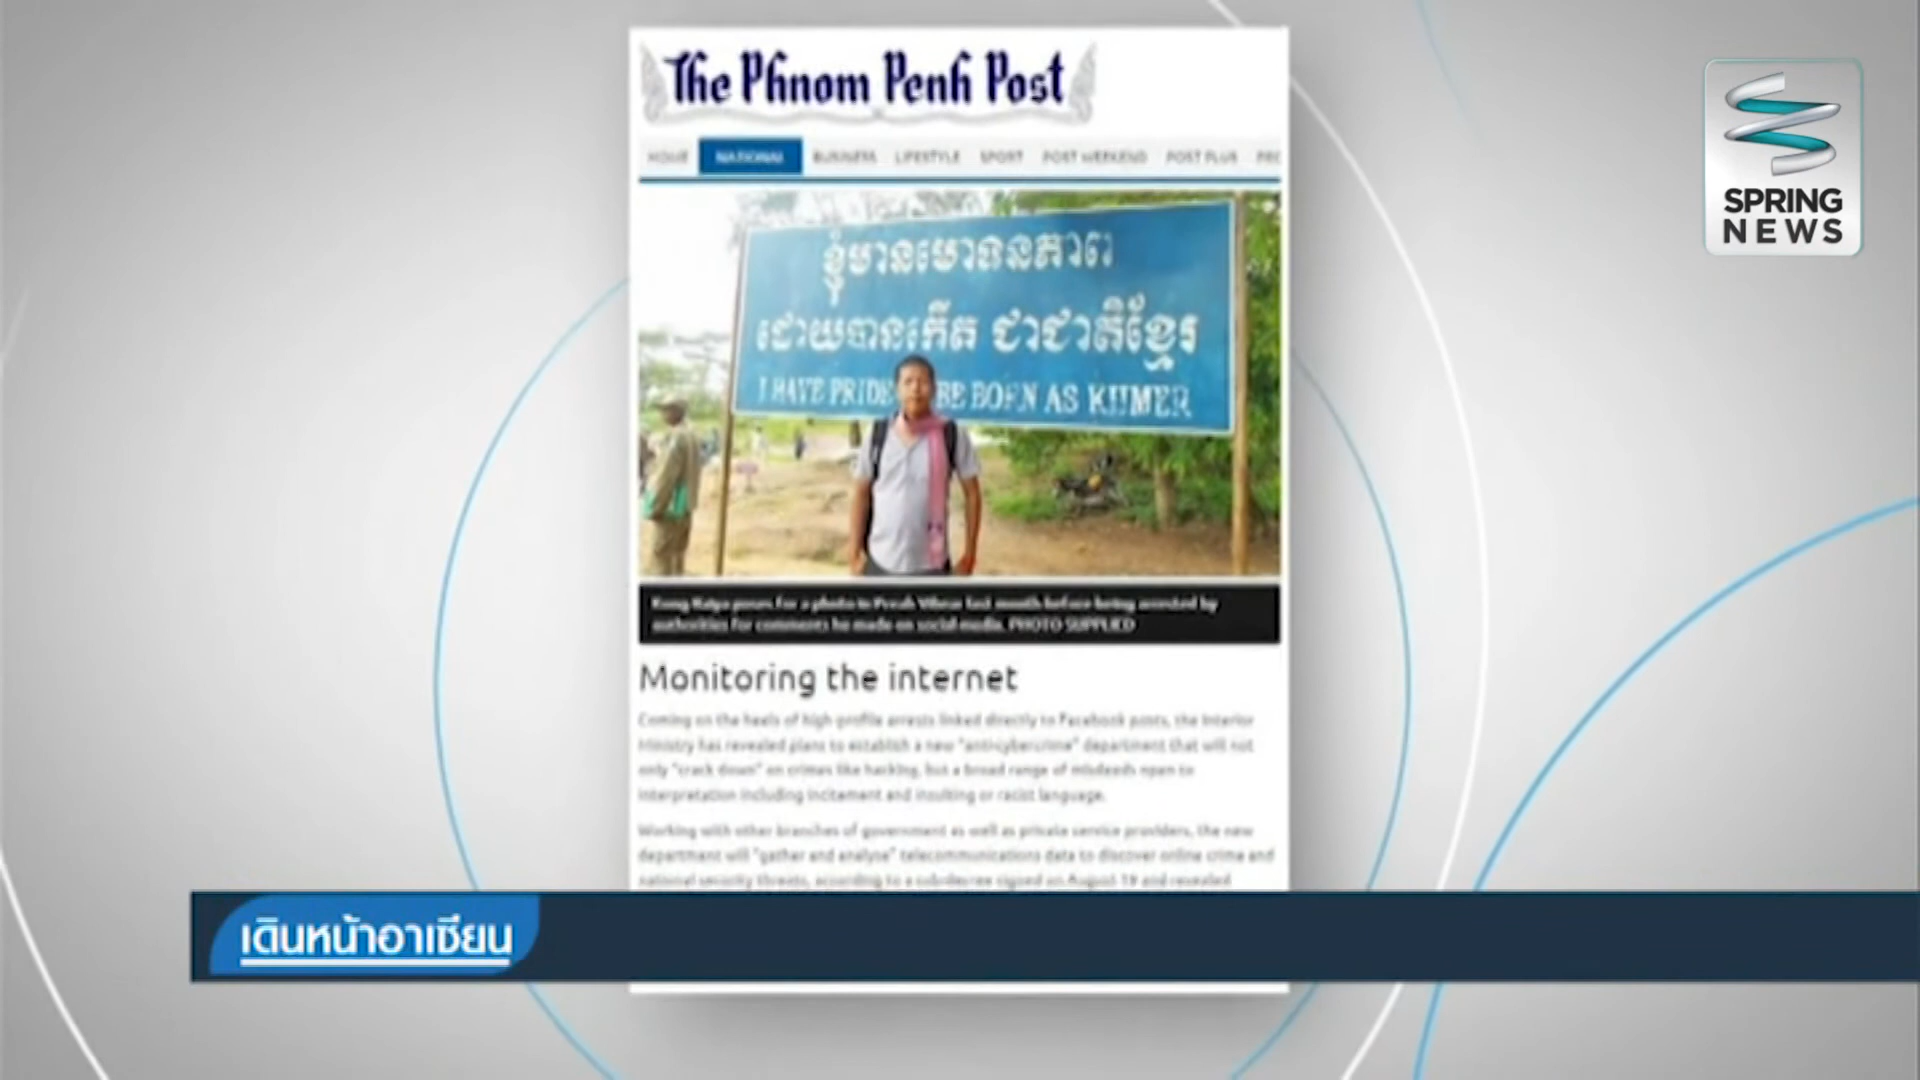 The Phnom Penh Post
HOME NATIONAL BUSINESS LIFESTYLE SPORT POST WEEKEND POST PLUS PRO
SPRING
NEWS
ខ្ញុំមានមោទនភាព
ដោយបានកើត ជាជាតិខ្មែរ
I HAVE PRIDE BE BORN AS KHMER
Kong Raiya poses for a photo in Preah Vihear last month before being arrested by
authorities for comments he made on social media. PHOTO SUPPLIED
Monitoring the internet
Coming on the heels of high-profile arrests linked directly to Facebook posts, the Interior
Ministry has revealed plans to establish a new "anti-cybercrime" department that will not
only "crack down" on crimes like hacking, but a broad range of misdeeds open to
interpretation including incitement and insulting or racist language.
Working with other branches of government as well as private service providers, the new
department will "gather and analyse" telecommunications data to discover online crime and
national security threats, according to a sub-decree signed on August 19 and revealed
เดินหน้าอาเซียน